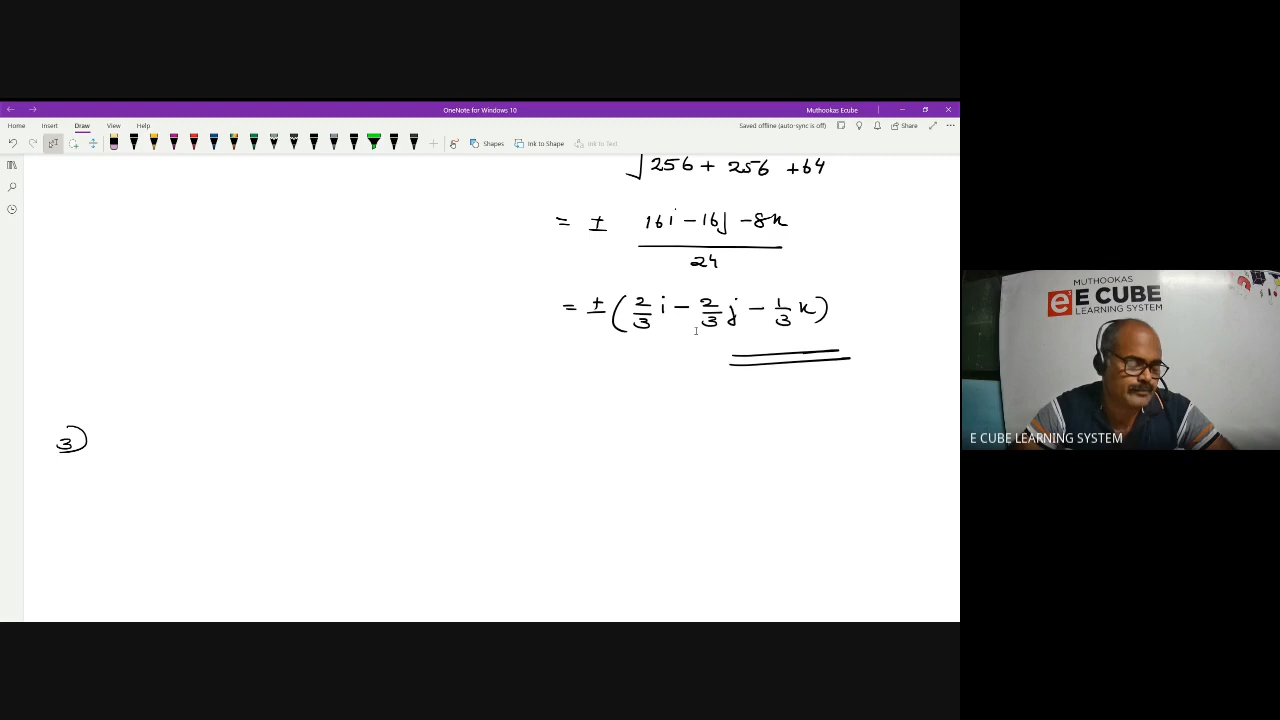 OneNote for Windows 10
Muthookas Ecube
Home Insert Draw View Help
Saved offline (auto-sync is off)
Share
Shapes
Ink to Shape
Ink to Text
√256 + 256 + 64
= ± 16i - 16j - 8k
24
= ± (2/3 i - 2/3 j - 1/3 k)
3)
MUTHOOKAS
e³ E CUBE
LEARNING SYSTEM
E CUBE LEARNING SYSTEM